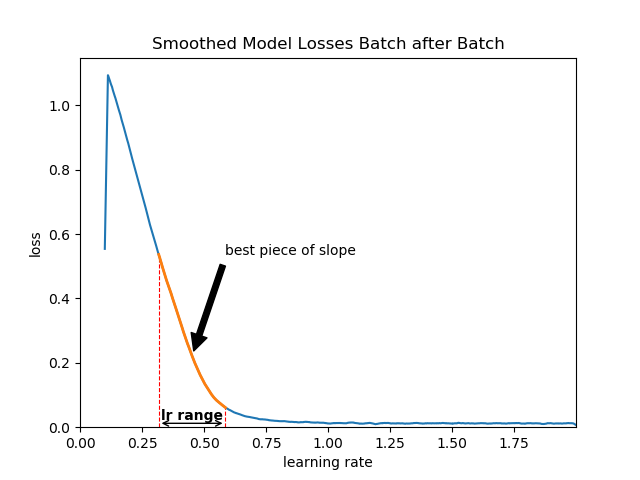 Smoothed Model Losses Batch after Batch
1.0
0.8
0.6
0.4
0.2
0.0
loss
best piece of slope
lr range
0.00 0.25 0.50 0.75 1.00 1.25 1.50 1.75
learning rate